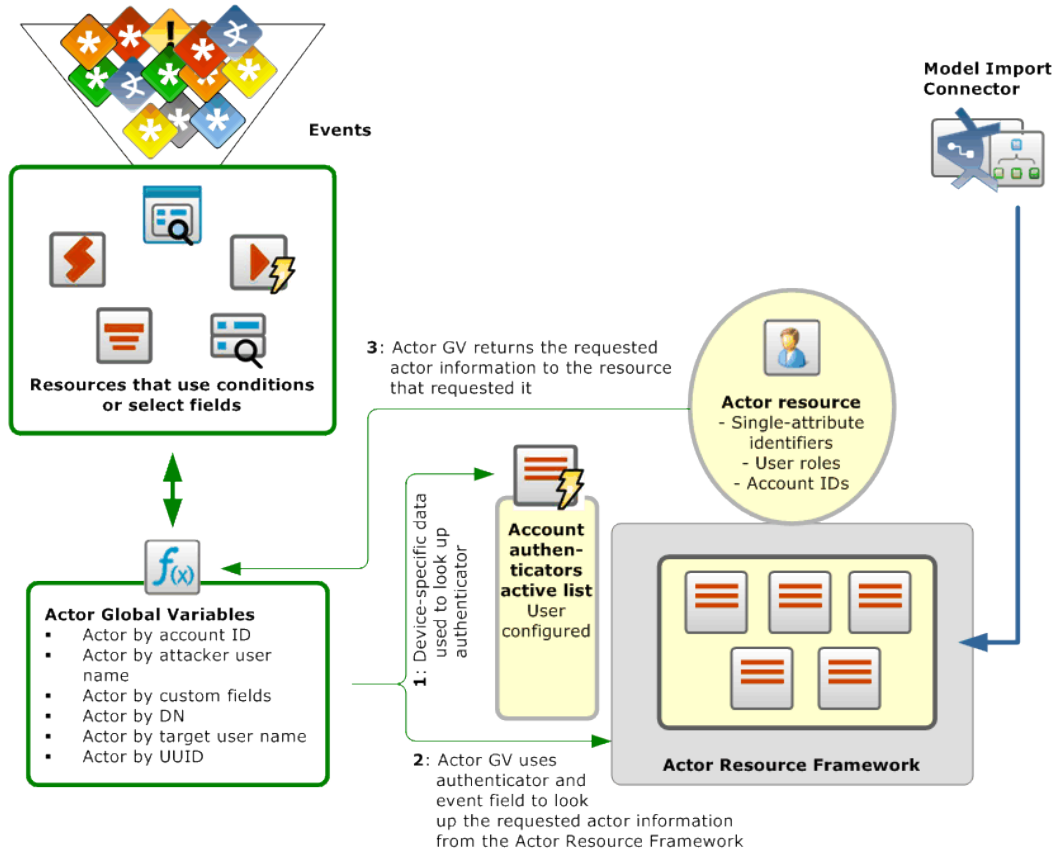 Events
Model Import
Connector
Resources that use conditions
or select fields
3: Actor GV returns the requested
actor information to the resource
that requested it
Actor resource
- Single-attribute
identifiers
- User roles
- Account IDs
1: Device-specific data
used to look up
authenticator
Account
authen-
ticators
active list
User
configured
f(x)
Actor Global Variables
▪ Actor by account ID
▪ Actor by attacker user
name
▪ Actor by custom fields
▪ Actor by DN
▪ Actor by target user name
▪ Actor by UUID
Actor Resource Framework
2: Actor GV uses
authenticator and
event field to look
up the requested actor information
from the Actor Resource Framework